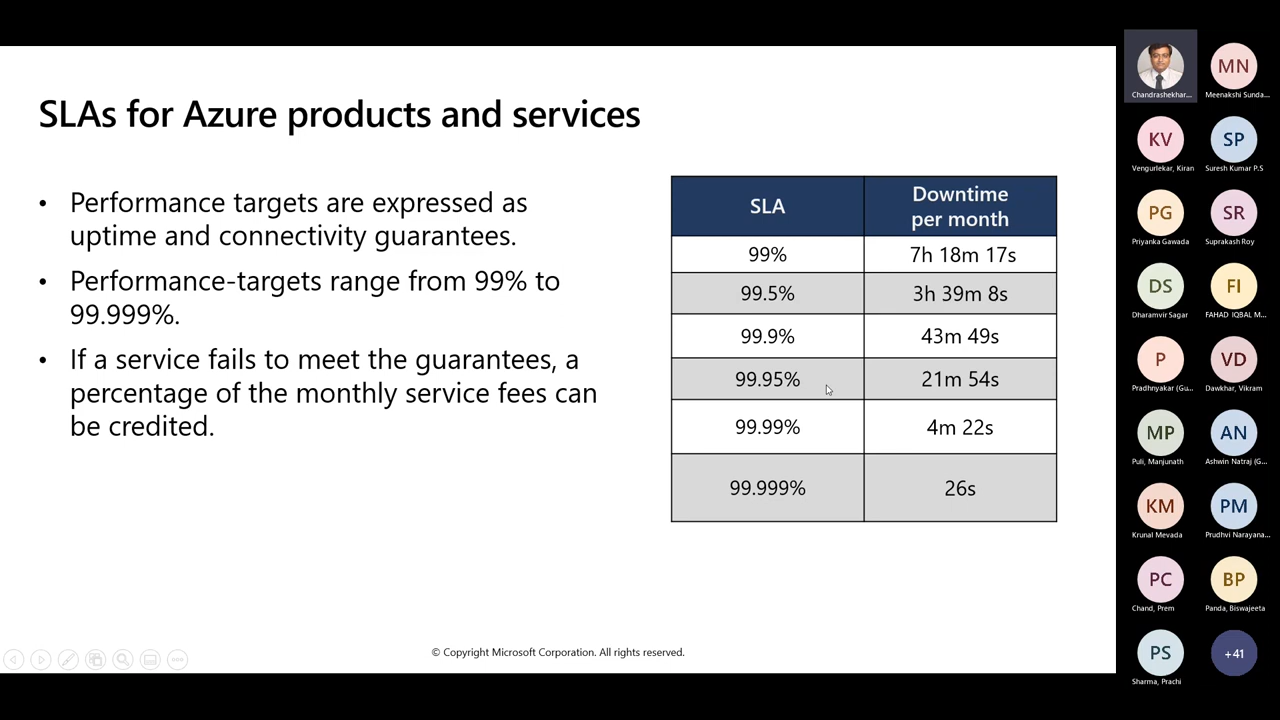 SLAs for Azure products and services
• Performance targets are expressed as
uptime and connectivity guarantees.
• Performance-targets range from 99% to
99.999%.
• If a service fails to meet the guarantees, a
percentage of the monthly service fees can
be credited.
SLA Downtime
per month
99% 7h 18m 17s
99.5% 3h 39m 8s
99.9% 43m 49s
99.95% 21m 54s
99.99% 4m 22s
99.999% 26s
© Copyright Microsoft Corporation. All rights reserved.
MN
Chandrashekhar... Meenakshi Sunda...
KV SP
Vengurlekar, Kiran Suresh Kumar P.S
PG SR
Priyanka Gawada Suprakash Roy
DS FI
Dharamvir Sagar FAHAD IQBAL M...
P VD
Pradhnyakar (Gu... Dawkhar, Vikram
MP AN
Puli, Manjunath Ashwin Natraj (G...
KM PM
Krunal Mevada Prudhvi Narayana...
PC BP
Chand, Prem Panda, Biswajeeta
PS +41
Sharma, Prachi